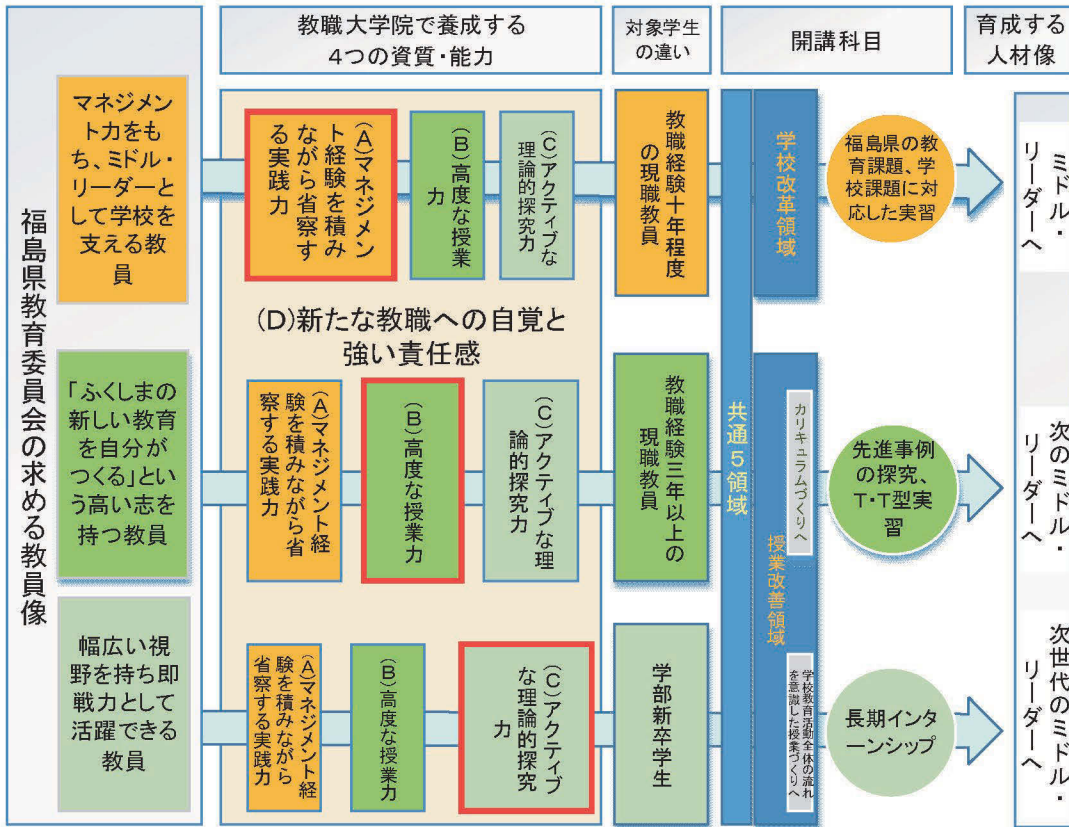 教職大学院で養成する
4つの資質・能力
対象学生
の違い
開講科目
育成する
人材像
福島県教育委員会の求める教員像
マネジメン
ト力をも
ち、ミドル・
リーダーと
して学校を
支える教
員
(A)マネジメン
ト経験を積み
ながら省察す
る実践力
(B)高度な授業
力
(C)アクティブな
理論的探究力
教職経験十年程度
の現職教員
学校改革領域
福島県の教
育課題、学
校課題に対
応した実習
ミドル・
リーダーへ
(D)新たな教職への自覚と
強い責任感
「ふくしまの
新しい教育
を自分が
つくる」とい
う高い志を
持つ教員
(A)マネジメント経
験を積みながら省
察する実践力
(B)高度な授業力
(C)アクティブな理
論的探究力
教職経験三年以上の
現職教員
共通5領域
授業改善領域
カリキュラムづくりへ
先進事例
の探究、
T・T型実
習
次のミドル・
リーダーへ
幅広い視
野を持ち即
戦力として
活躍できる
教員
(A)マネジメント経
験を積みながら
省察する実践力
(B)高度な授業力
(C)アクティブ
な理論的探究
力
学部新卒学生
学校教育活動全体の流れ
を意識した授業づくりへ
長期インタ
ーンシップ
次世代のミドル・
リーダーへ